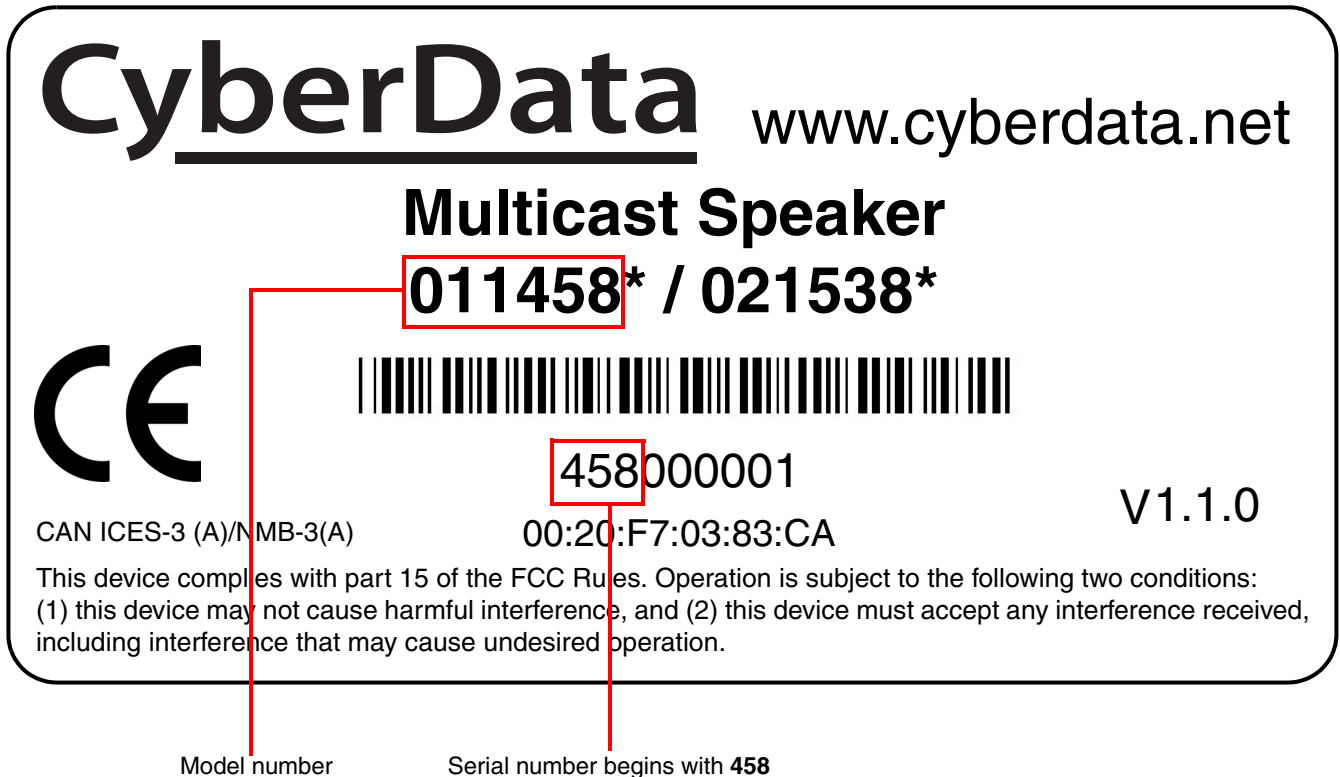 CyberData www.cyberdata.net
Multicast Speaker
011458* / 021538*
CE
458000001
V1.1.0
CAN ICES-3 (A)/NMB-3(A) 00:20:F7:03:83:CA
This device complies with part 15 of the FCC Rules. Operation is subject to the following two conditions:
(1) this device may not cause harmful interference, and (2) this device must accept any interference received,
including interference that may cause undesired operation.
Model number Serial number begins with 458